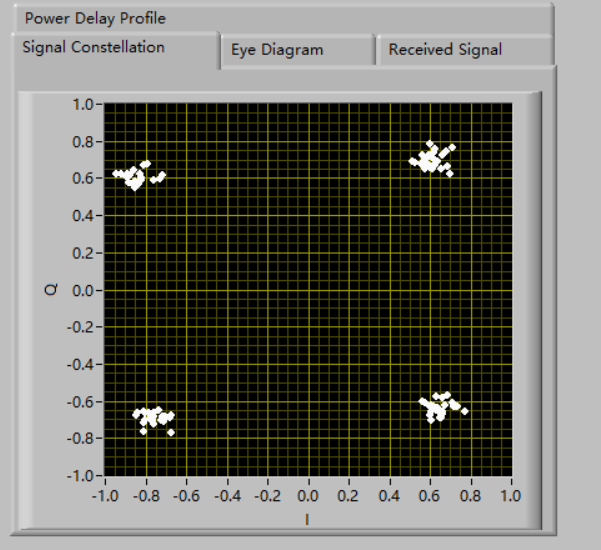 Power Delay Profile
Signal Constellation
Eye Diagram
Received Signal
1.0
0.8
0.6
0.4
0.2
0.0
-0.2
-0.4
-0.6
-0.8
-1.0
Q
-1.0 -0.8 -0.6 -0.4 -0.2 0.0 0.2 0.4 0.6 0.8 1.0
I